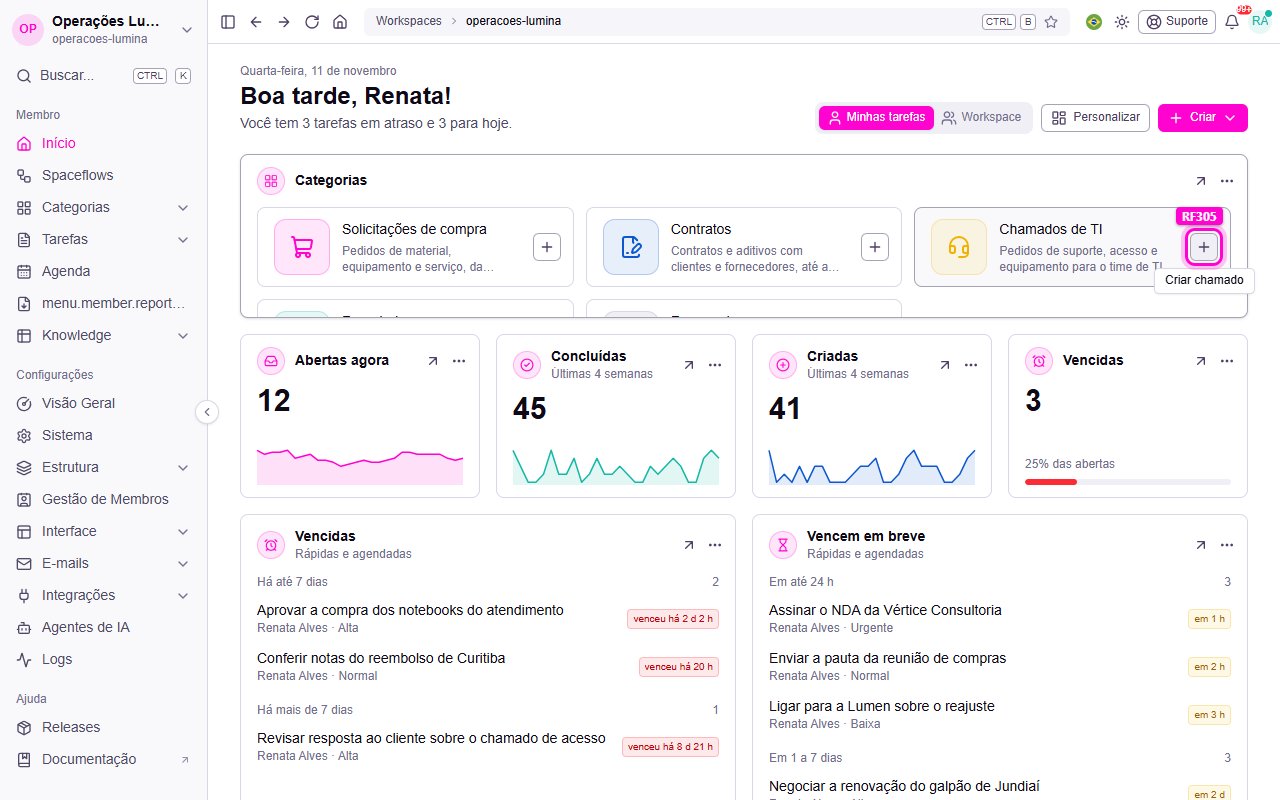 OP
Operações Lu...
operacoes-lumina
Buscar...
CTRL
K
Membro
Início
Spaceflows
Categorias
Tarefas
Agenda
menu.member.report...
Knowledge
Configurações
Visão Geral
Sistema
Estrutura
Gestão de Membros
Interface
E-mails
Integrações
Agentes de IA
Logs
Ajuda
Releases
Documentação
Workspaces
operacoes-lumina
CTRL
B
Suporte
99+
RA
Quarta-feira, 11 de novembro
Boa tarde, Renata!
Você tem 3 tarefas em atraso e 3 para hoje.
Minhas tarefas
Workspace
Personalizar
Criar
Categorias
Solicitações de compra
Pedidos de material,
equipamento e serviço, da...
Contratos
Contratos e aditivos com
clientes e fornecedores, até a...
Chamados de TI
Pedidos de suporte, acesso e
equipamento para o time de TI
RF305
Criar chamado
Abertas agora
12
Concluídas
Últimas 4 semanas
45
Criadas
Últimas 4 semanas
41
Vencidas
3
25% das abertas
Vencidas
Rápidas e agendadas
Há até 7 dias
2
Aprovar a compra dos notebooks do atendimento
Renata Alves · Alta
venceu há 2 d 2 h
Conferir notas do reembolso de Curitiba
Renata Alves · Normal
venceu há 20 h
Há mais de 7 dias
1
Revisar resposta ao cliente sobre o chamado de acesso
Renata Alves · Alta
venceu há 8 d 21 h
Vencem em breve
Rápidas e agendadas
Em até 24 h
3
Assinar o NDA da Vértice Consultoria
Renata Alves · Urgente
em 1 h
Enviar a pauta da reunião de compras
Renata Alves · Normal
em 2 h
Ligar para a Lumen sobre o reajuste
Renata Alves · Baixa
em 3 h
Em 1 a 7 dias
3
Negociar a renovação do galpão de Jundiaí
em 2 d